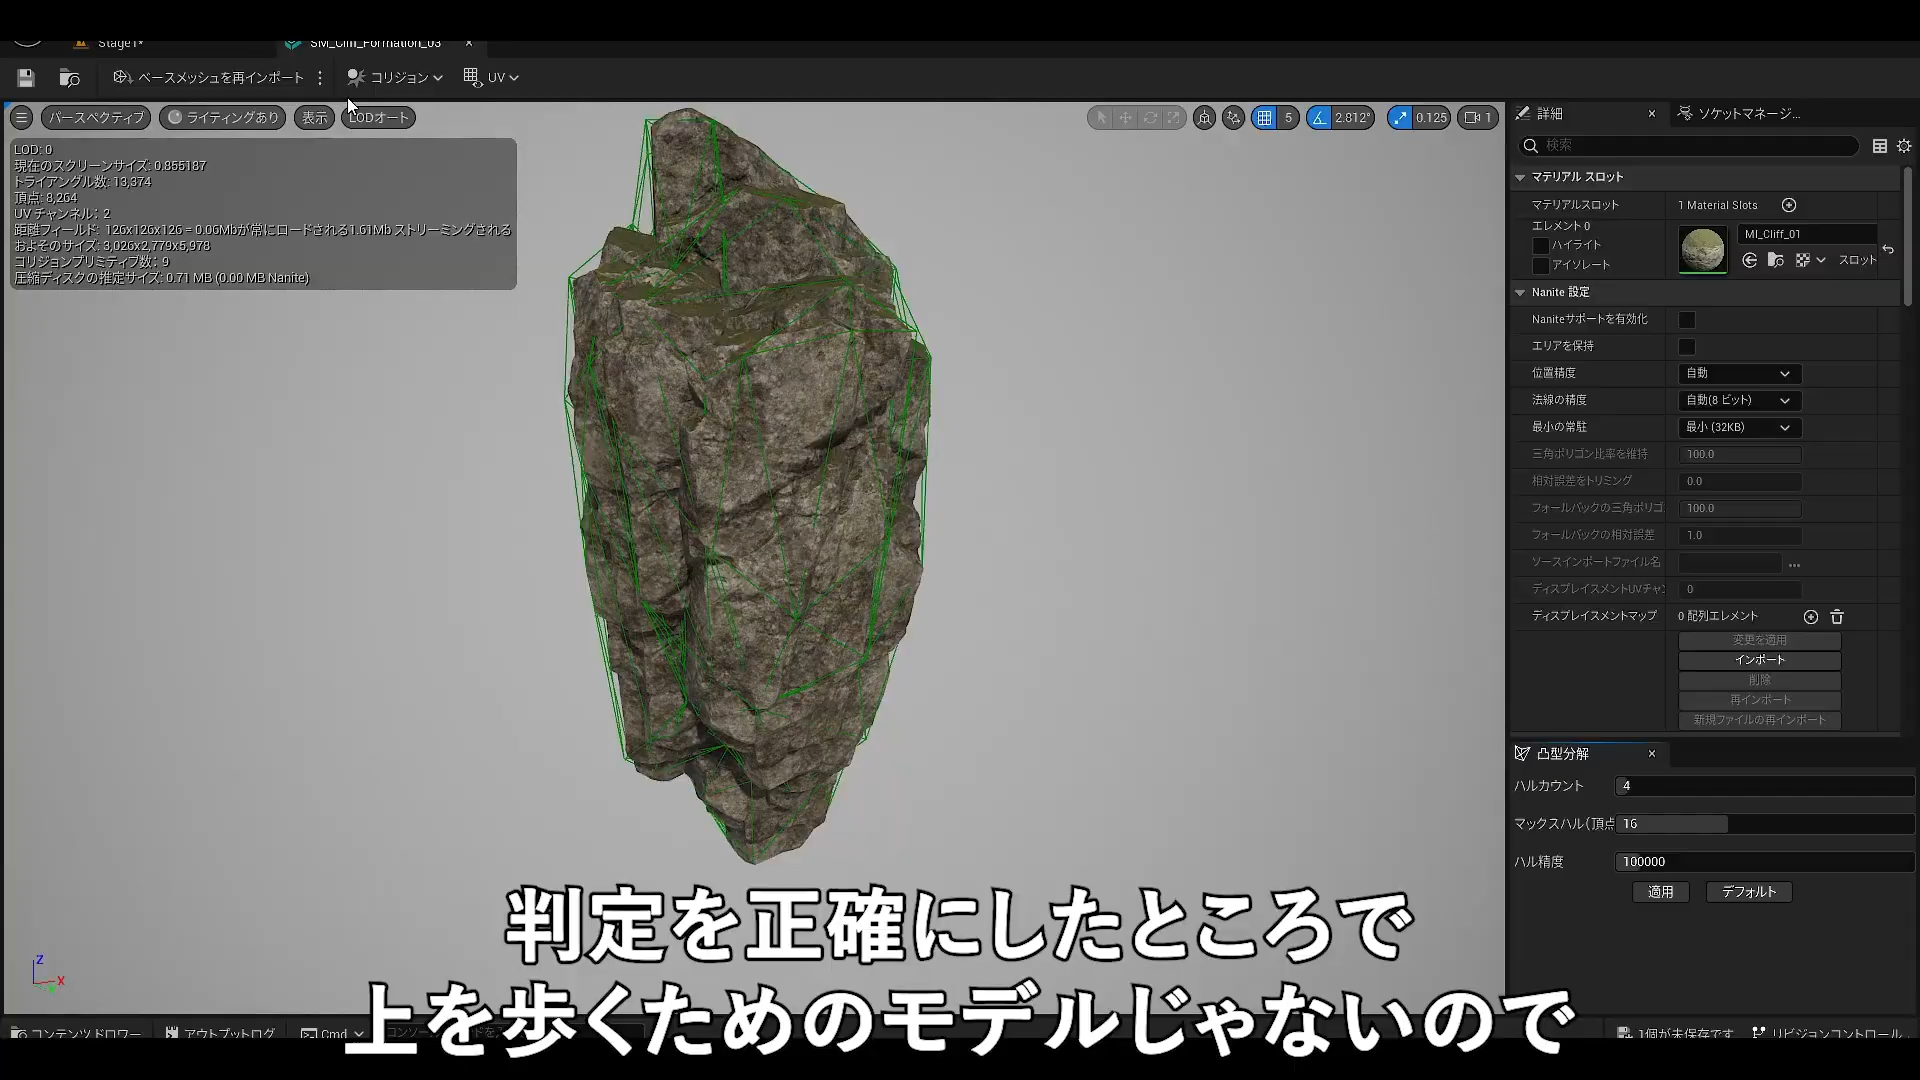 Stage1*
SM_Cliff_Formation_03
ベースメッシュを再インポート
コリジョン
UV
パースペクティブ
ライティングあり
表示
LODオート
5
2.812°
0.125
1
LOD: 0
現在のスクリーンサイズ: 0.855187
トライアングル数: 13,374
頂点: 8,264
UV チャンネル: 2
距離フィールド: 126x126x126 = 0.06Mbが常にロードされる1.61Mb ストリーミングされる
おおよそのサイズ: 3,026x2,779x5,978
コリジョンプリミティブ数: 9
圧縮ディスクの推定サイズ: 0.71 MB (0.00 MB Nanite)
詳細
ソケットマネージ...
検索
マテリアル スロット
マテリアルスロット
1 Material Slots
エレメント 0
ハイライト
アイソレート
MI_Cliff_01
スロット
Nanite 設定
Naniteサポートを有効化
エリアを保持
位置精度
自動
法線の精度
自動(8 ビット)
最小の常駐
最小 (32KB)
三角ポリゴン比率を維持
100.0
相対誤差をトリミング
0.0
フォールバックの三角ポリゴ
100.0
フォールバックの相対誤差
1.0
ソースインポートファイル名
...
ディスプレイスメントUVチャン
0
ディスプレイスメントマップ
0 配列エレメント
変更を適用
インポート
削除
再インポート
新規ファイルの再インポート
凸型分解
ハルカウント
4
マックスハル(頂点
16
ハル精度
100000
適用
デフォルト
判定を正確にしたところで
上を歩くためのモデルじゃないので
Z
X
コンテンツドロワー
アウトプットログ
Cmd
1個が未保存です
リビジョンコントロール